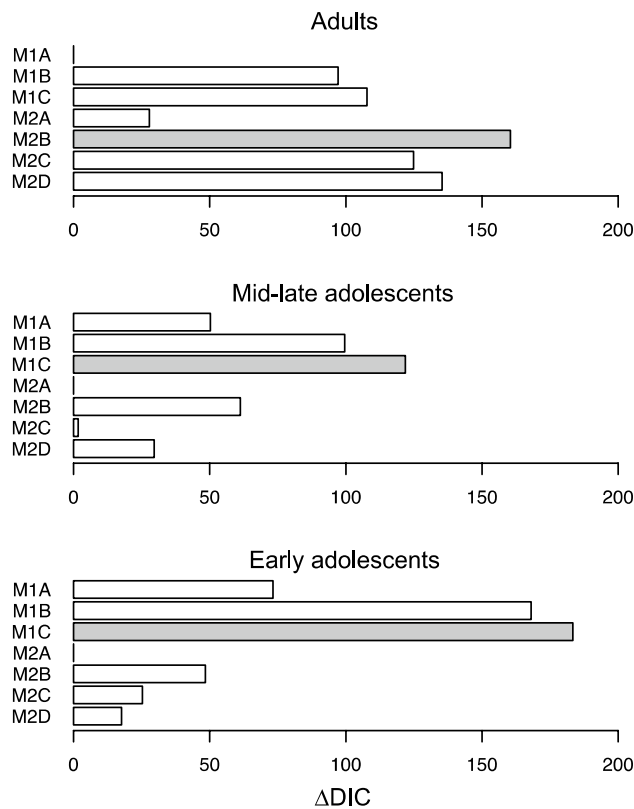 Adults
M1A
M1B
M1C
M2A
M2B
M2C
M2D
0 50 100 150 200
Mid-late adolescents
M1A
M1B
M1C
M2A
M2B
M2C
M2D
0 50 100 150 200
Early adolescents
M1A
M1B
M1C
M2A
M2B
M2C
M2D
0 50 100 150 200
ΔDIC